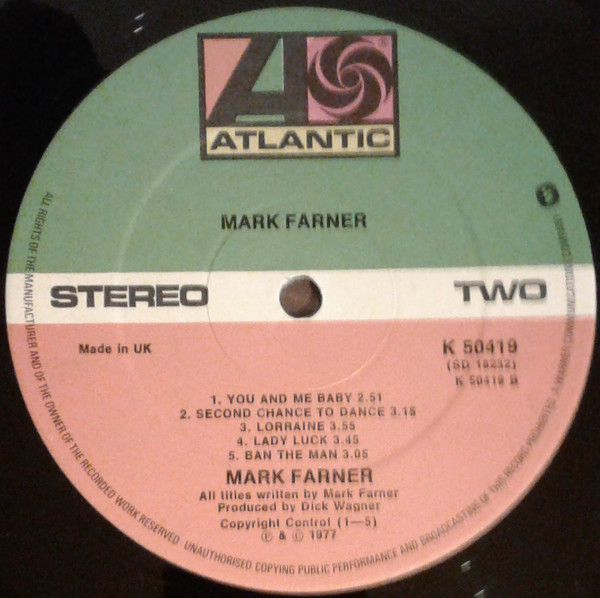 ATLANTIC
®
MARK FARNER
STEREO
TWO
Made in UK
K 50419
(SD 18232)
K 50419 B
1. YOU AND ME BABY 2.51
2. SECOND CHANCE TO DANCE 3.15
3. LORRAINE 3.55
4. LADY LUCK 3.45
5. BAN THE MAN 3.05
MARK FARNER
All titles written by Mark Farner
Produced by Dick Wagner
Copyright Control (1—5)
Ⓟ & © 1977
ALL RIGHTS OF THE MANUFACTURER AND OF THE OWNER OF THE RECORDED WORK RESERVED · UNAUTHORISED COPYING PUBLIC PERFORMANCE AND BROADCASTING OF THIS RECORD PROHIBITED ·